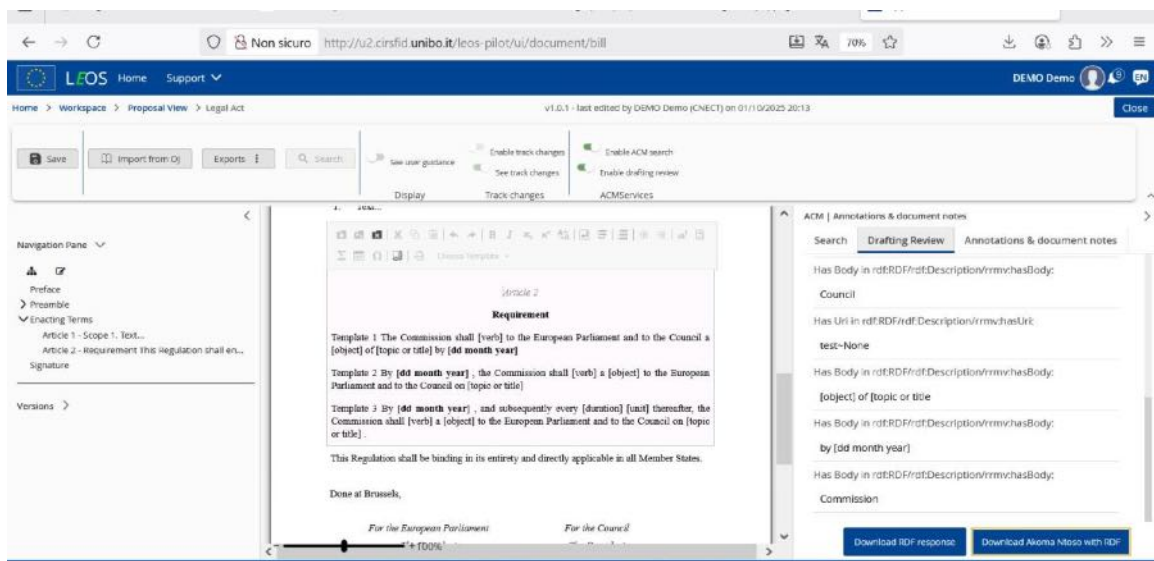 Non sicuro http://u2.cirsfid.unibo.it/leos-pilot/ui/document/bill 70%
LEOS Home Support DEMO Demo 9
Home > Workspace > Proposal View > Legal Act v1.0.1 - last edited by DEMO Demo (CNECT) on 01/10/2025 20:13 Close
Save Import from OJ Exports Search See user guidance Enable track changes See track changes Enable ACM search Enable drafting review
Display Track changes ACMServices
Navigation Pane
Preface
Preamble
Enacting Terms
Article 1 - Scope 1. Text...
Article 2 - Requirement This Regulation shall en...
Signature
Versions
1. Text...
Choose Template
Article 2
Requirement
Template 1 The Commission shall [verb] to the European Parliament and to the Council a
[object] of [topic or title] by [dd month year]
Template 2 By [dd month year] , the Commission shall [verb] a [object] to the European
Parliament and to the Council on [topic or title]
Template 3 By [dd month year] , and subsequently every [duration] [unit] thereafter, the
Commission shall [verb] a [object] to the European Parliament and to the Council on [topic
or title] .
This Regulation shall be binding in its entirety and directly applicable in all Member States.
Done at Brussels,
For the European Parliament For the Council
100%
ACM | Annotations & document notes
Search Drafting Review Annotations & document notes
Has Body in rdf:RDF/rdf:Description/rrmv:hasBody:
Council
Has Uri in rdf:RDF/rdf:Description/rrmv:hasUri:
test~None
Has Body in rdf:RDF/rdf:Description/rrmv:hasBody:
[object] of [topic or title
Has Body in rdf:RDF/rdf:Description/rrmv:hasBody:
by [dd month year]
Has Body in rdf:RDF/rdf:Description/rrmv:hasBody:
Commission
Download RDF response Download Akoma Ntoso with RDF